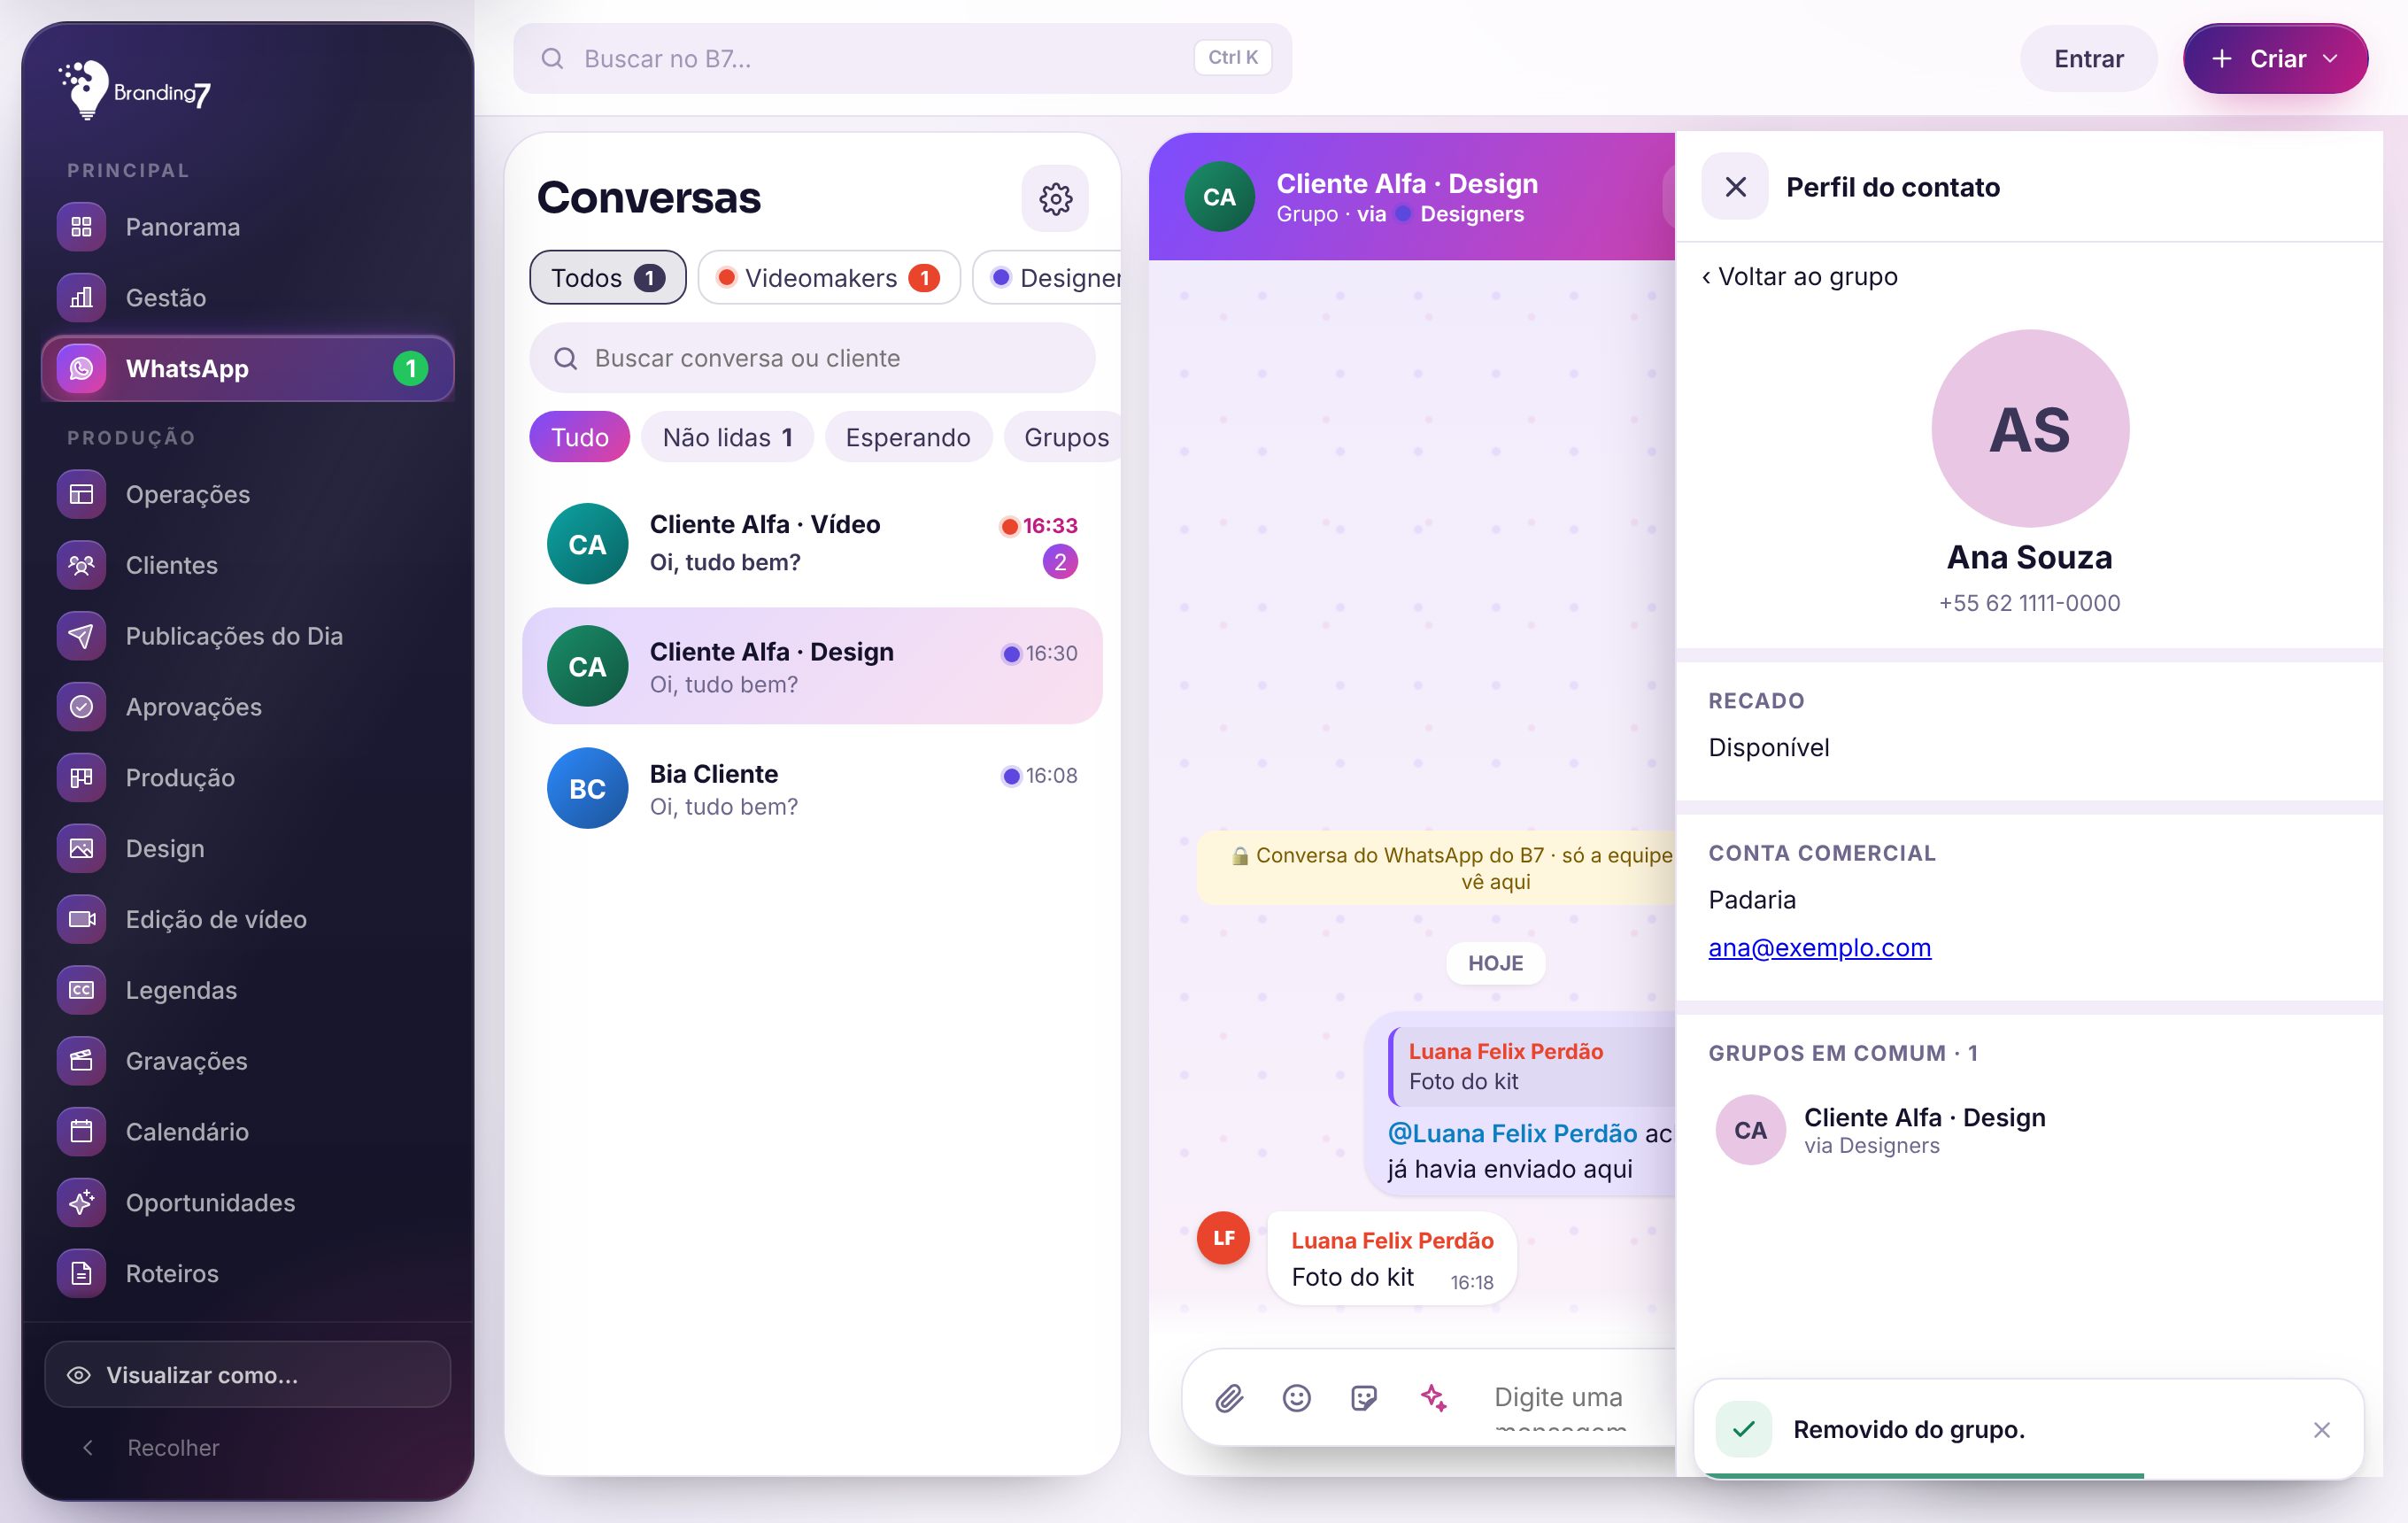 Branding7
PRINCIPAL
Panorama
Gestão
WhatsApp 1
PRODUÇÃO
Operações
Clientes
Publicações do Dia
Aprovações
Produção
Design
Edição de vídeo
Legendas
Gravações
Calendário
Oportunidades
Roteiros
Visualizar como...
Recolher
Buscar no B7... Ctrl K
Entrar
Criar
Conversas
Todos 1 Videomakers 1 Designer
Buscar conversa ou cliente
Tudo Não lidas 1 Esperando Grupos
CA Cliente Alfa · Vídeo 16:33
Oi, tudo bem? 2
CA Cliente Alfa · Design 16:30
Oi, tudo bem?
BC Bia Cliente 16:08
Oi, tudo bem?
CA Cliente Alfa · Design
Grupo · via Designers
Conversa do WhatsApp do B7 · só a equipe
vê aqui
HOJE
Luana Felix Perdão
Foto do kit
@Luana Felix Perdão ac
já havia enviado aqui
LF Luana Felix Perdão
Foto do kit 16:18
Digite uma
mensagem
Perfil do contato
‹ Voltar ao grupo
AS
Ana Souza
+55 62 1111-0000
RECADO
Disponível
CONTA COMERCIAL
Padaria
ana@exemplo.com
GRUPOS EM COMUM · 1
CA Cliente Alfa · Design
via Designers
Removido do grupo.